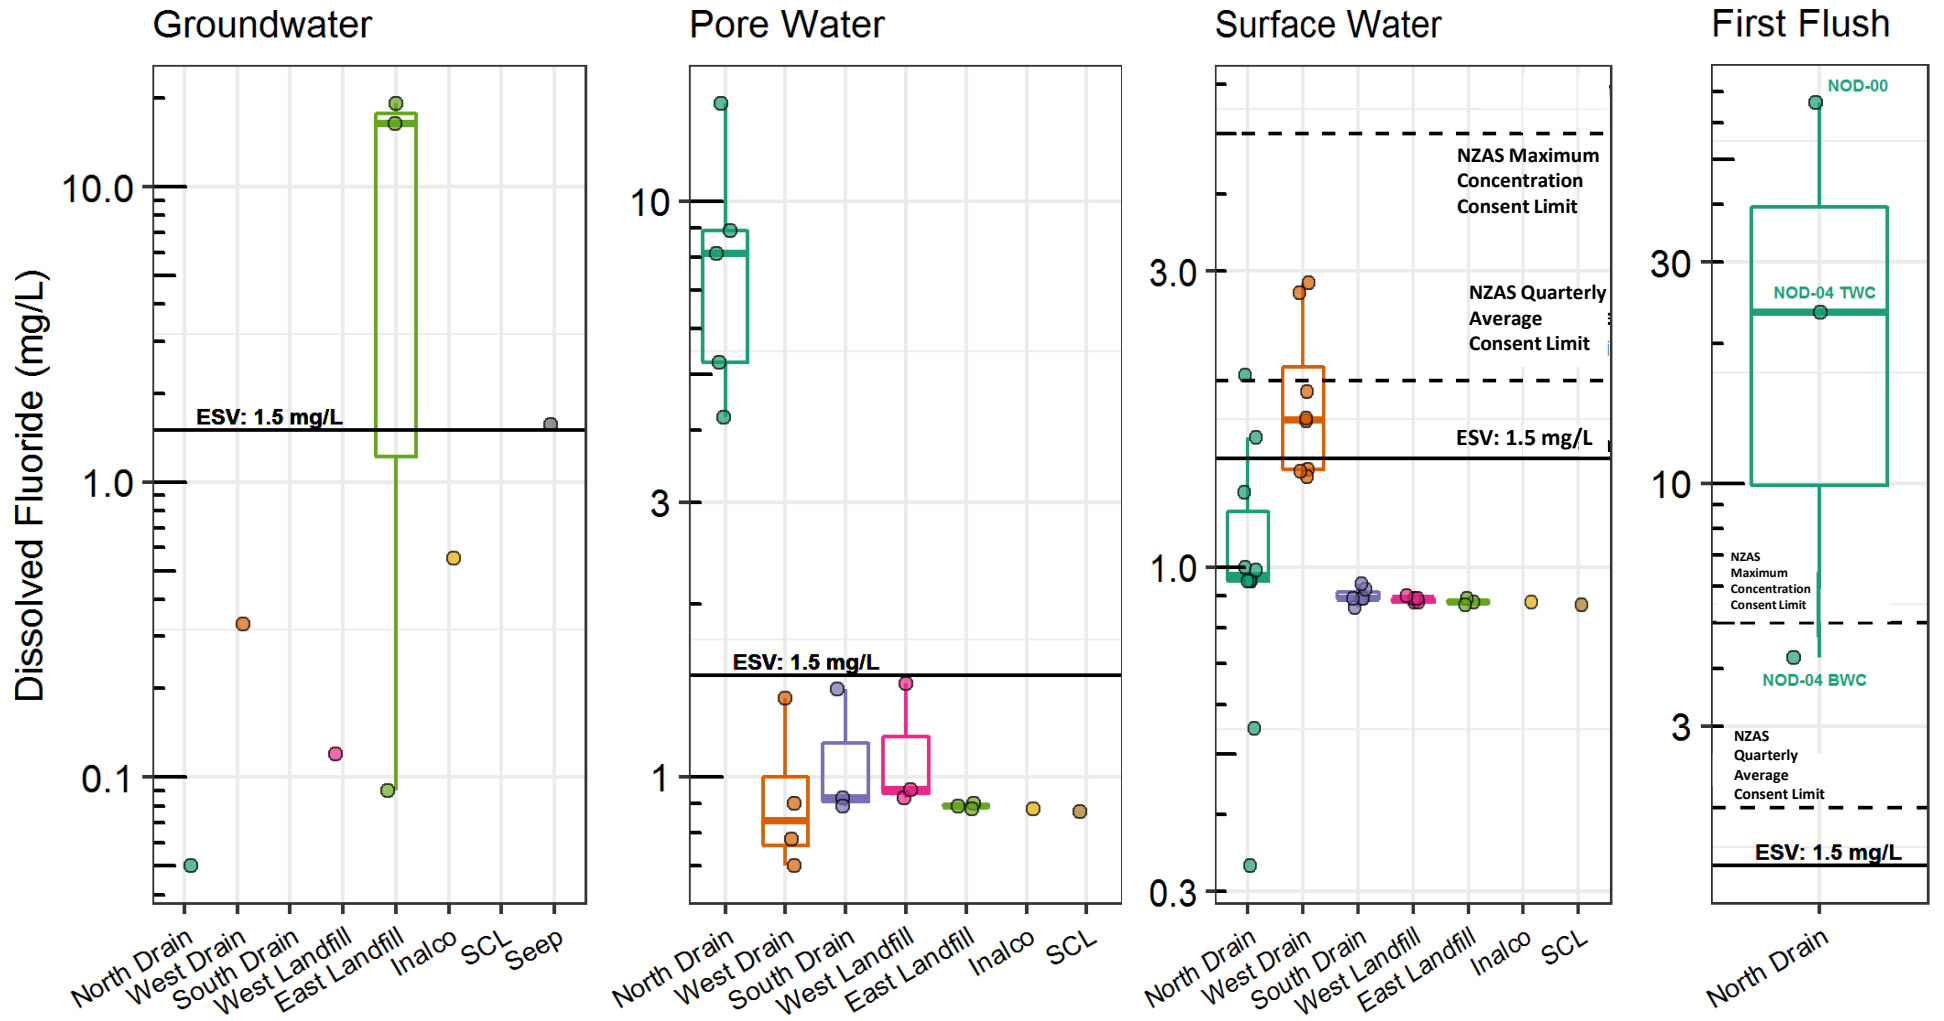 Groundwater
Pore Water
Surface Water
First Flush
Dissolved Fluoride (mg/L)
10.0
1.0
0.1
ESV: 1.5 mg/L
North Drain
West Drain
South Drain
West Landfill
East Landfill
Inalco
SCL
Seep
10
3
1
ESV: 1.5 mg/L
North Drain
West Drain
South Drain
West Landfill
East Landfill
Inalco
SCL
3.0
1.0
0.3
NZAS Maximum
Concentration
Consent Limit
NZAS Quarterly
Average
Consent Limit
ESV: 1.5 mg/L
North Drain
West Drain
South Drain
West Landfill
East Landfill
Inalco
SCL
30
10
3
NOD-00
NOD-04 TWC
NZAS
Maximum
Concentration
Consent Limit
NOD-04 BWC
NZAS
Quarterly
Average
Consent Limit
ESV: 1.5 mg/L
North Drain